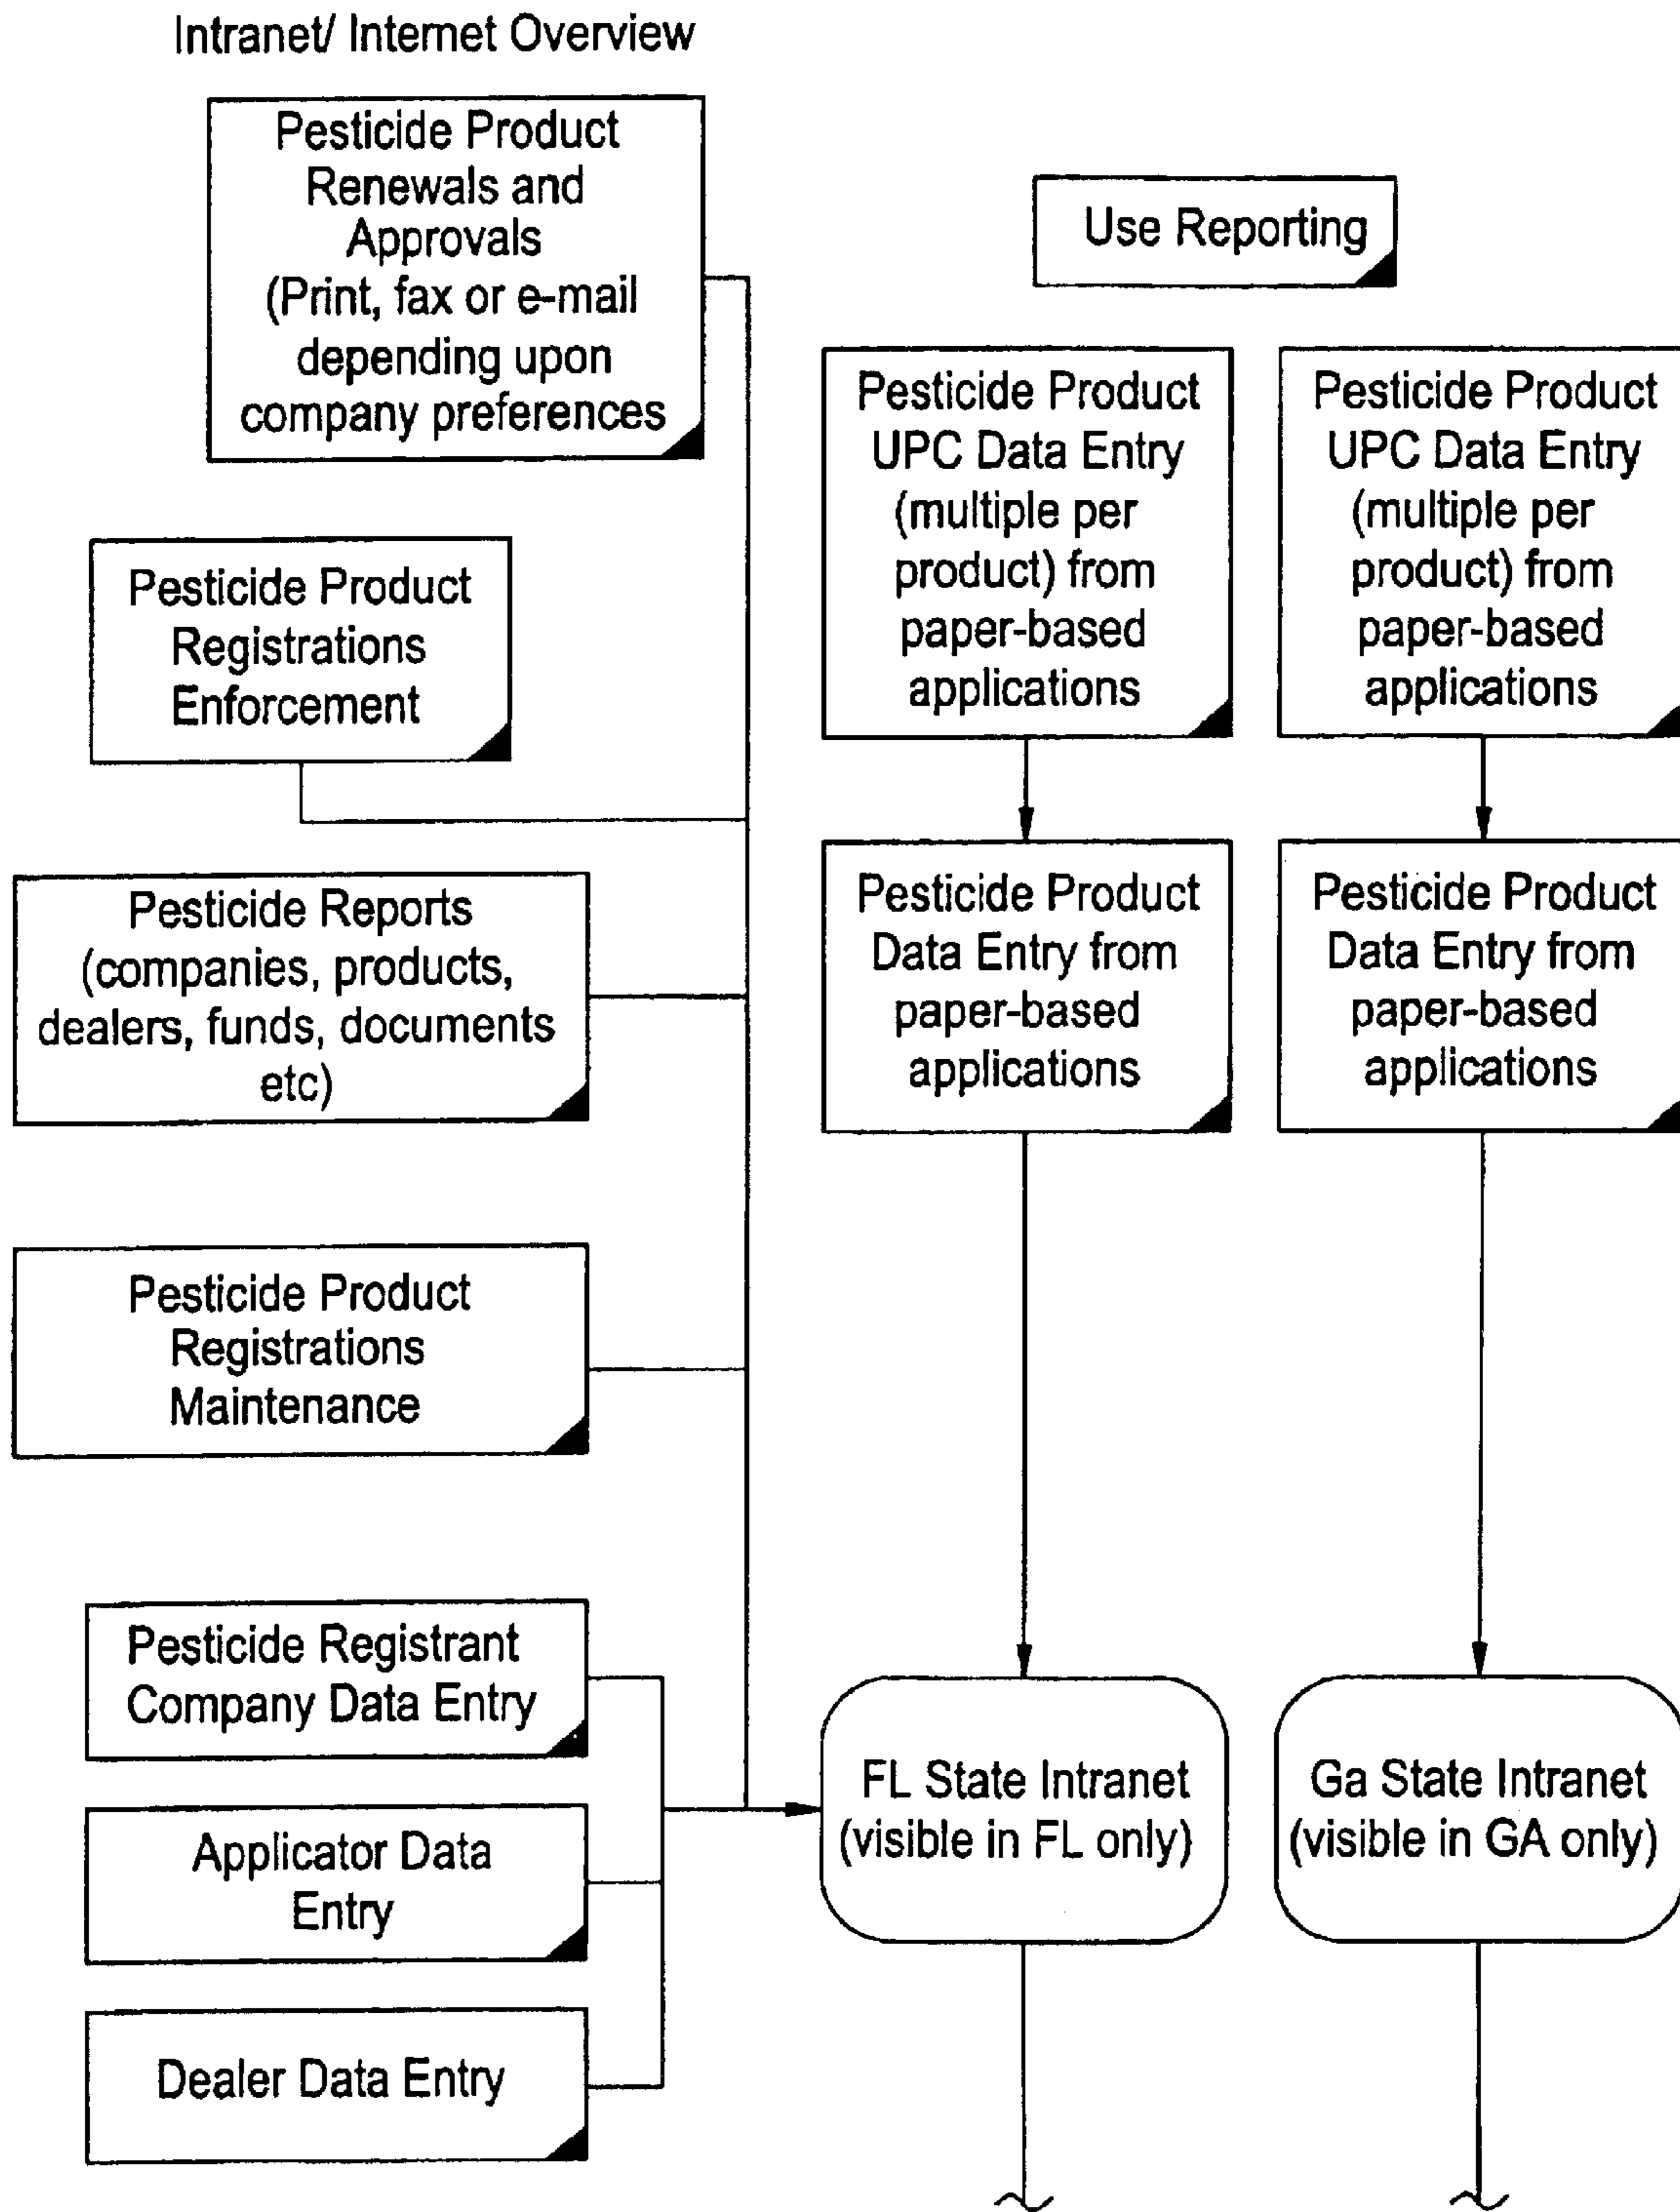 Intranet/ Internet Overview
Pesticide Product
Renewals and
Approvals
(Print, fax or e-mail
depending upon
company preferences
Use Reporting
Pesticide Product
UPC Data Entry
(multiple per
product) from
paper-based
applications
Pesticide Product
UPC Data Entry
(multiple per
product) from
paper-based
applications
Pesticide Product
Registrations
Enforcement
Pesticide Reports
(companies, products,
dealers, funds, documents
etc)
Pesticide Product
Data Entry from
paper-based
applications
Pesticide Product
Data Entry from
paper-based
applications
Pesticide Product
Registrations
Maintenance
Pesticide Registrant
Company Data Entry
Applicator Data
Entry
Dealer Data Entry
FL State Intranet
(visible in FL only)
Ga State Intranet
(visible in GA only)